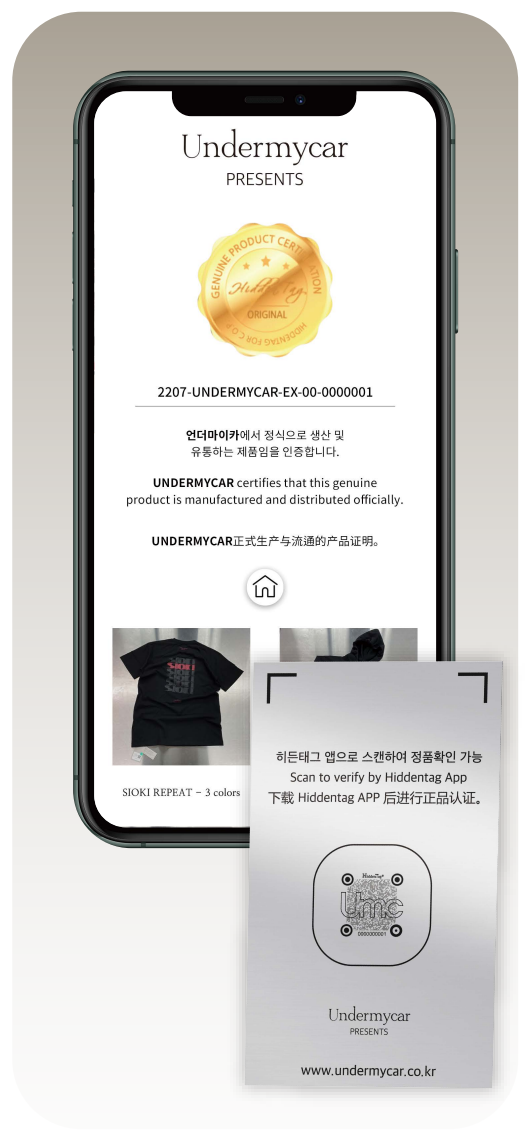 Undermycar
PRESENTS
GENUINE PRODUCT CERTIFICATION
HiddenTag
ORIGINAL
HIDDENTAG FOR C.O.P
2207-UNDERMYCAR-EX-00-0000001
언더마이카에서 정식으로 생산 및
유통하는 제품임을 인증합니다.
UNDERMYCAR certifies that this genuine
product is manufactured and distributed officially.
UNDERMYCAR正式生产与流通的产品证明。
SIOKI
SIOKI REPEAT - 3 colors
히든태그 앱으로 스캔하여 정품확인 가능
Scan to verify by Hiddentag App
下载 Hiddentag APP 后进行正品认证。
HiddenTag
Umc
0000000001
Undermycar
PRESENTS
www.undermycar.co.kr